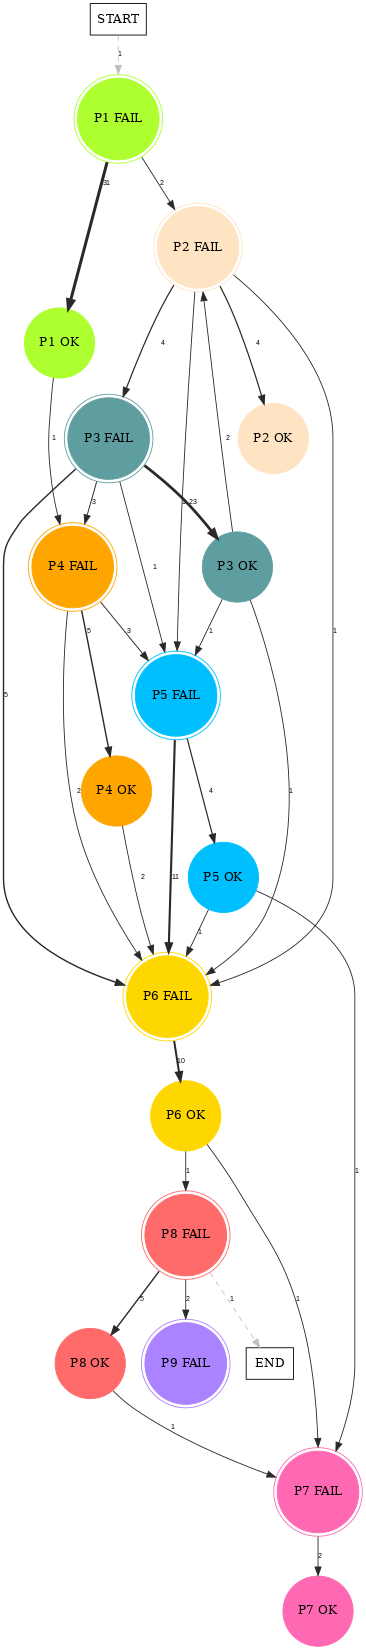 START
1
P1 FAIL
31
2
P2 FAIL
P1 OK
4
4
P3 FAIL
P2 OK
1
3
1
23
2
P4 FAIL
P3 OK
1
5
3
1
P5 FAIL
5
2
P4 OK
4
1
2
11
P5 OK
1
P6 FAIL
10
P6 OK
1
1
P8 FAIL
1
5
2
1
P8 OK
P9 FAIL
END
1
P7 FAIL
2
P7 OK